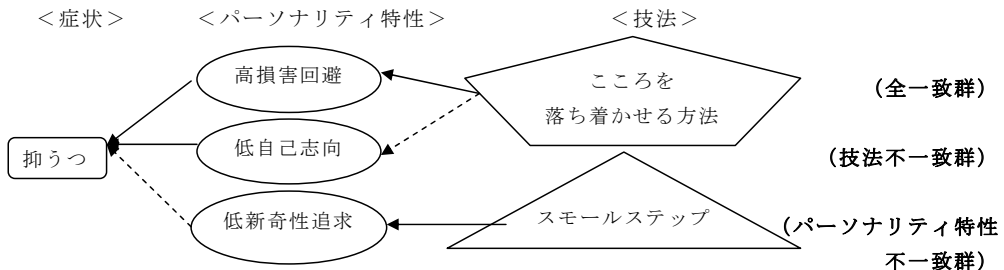 ＜症状＞ ＜パーソナリティ特性＞ ＜技法＞
高損害回避
こころを
落ち着かせる方法
(全一致群)
低自己志向
抑うつ
(技法不一致群)
低新奇性追求
スモールステップ
(パーソナリティ特性
不一致群)